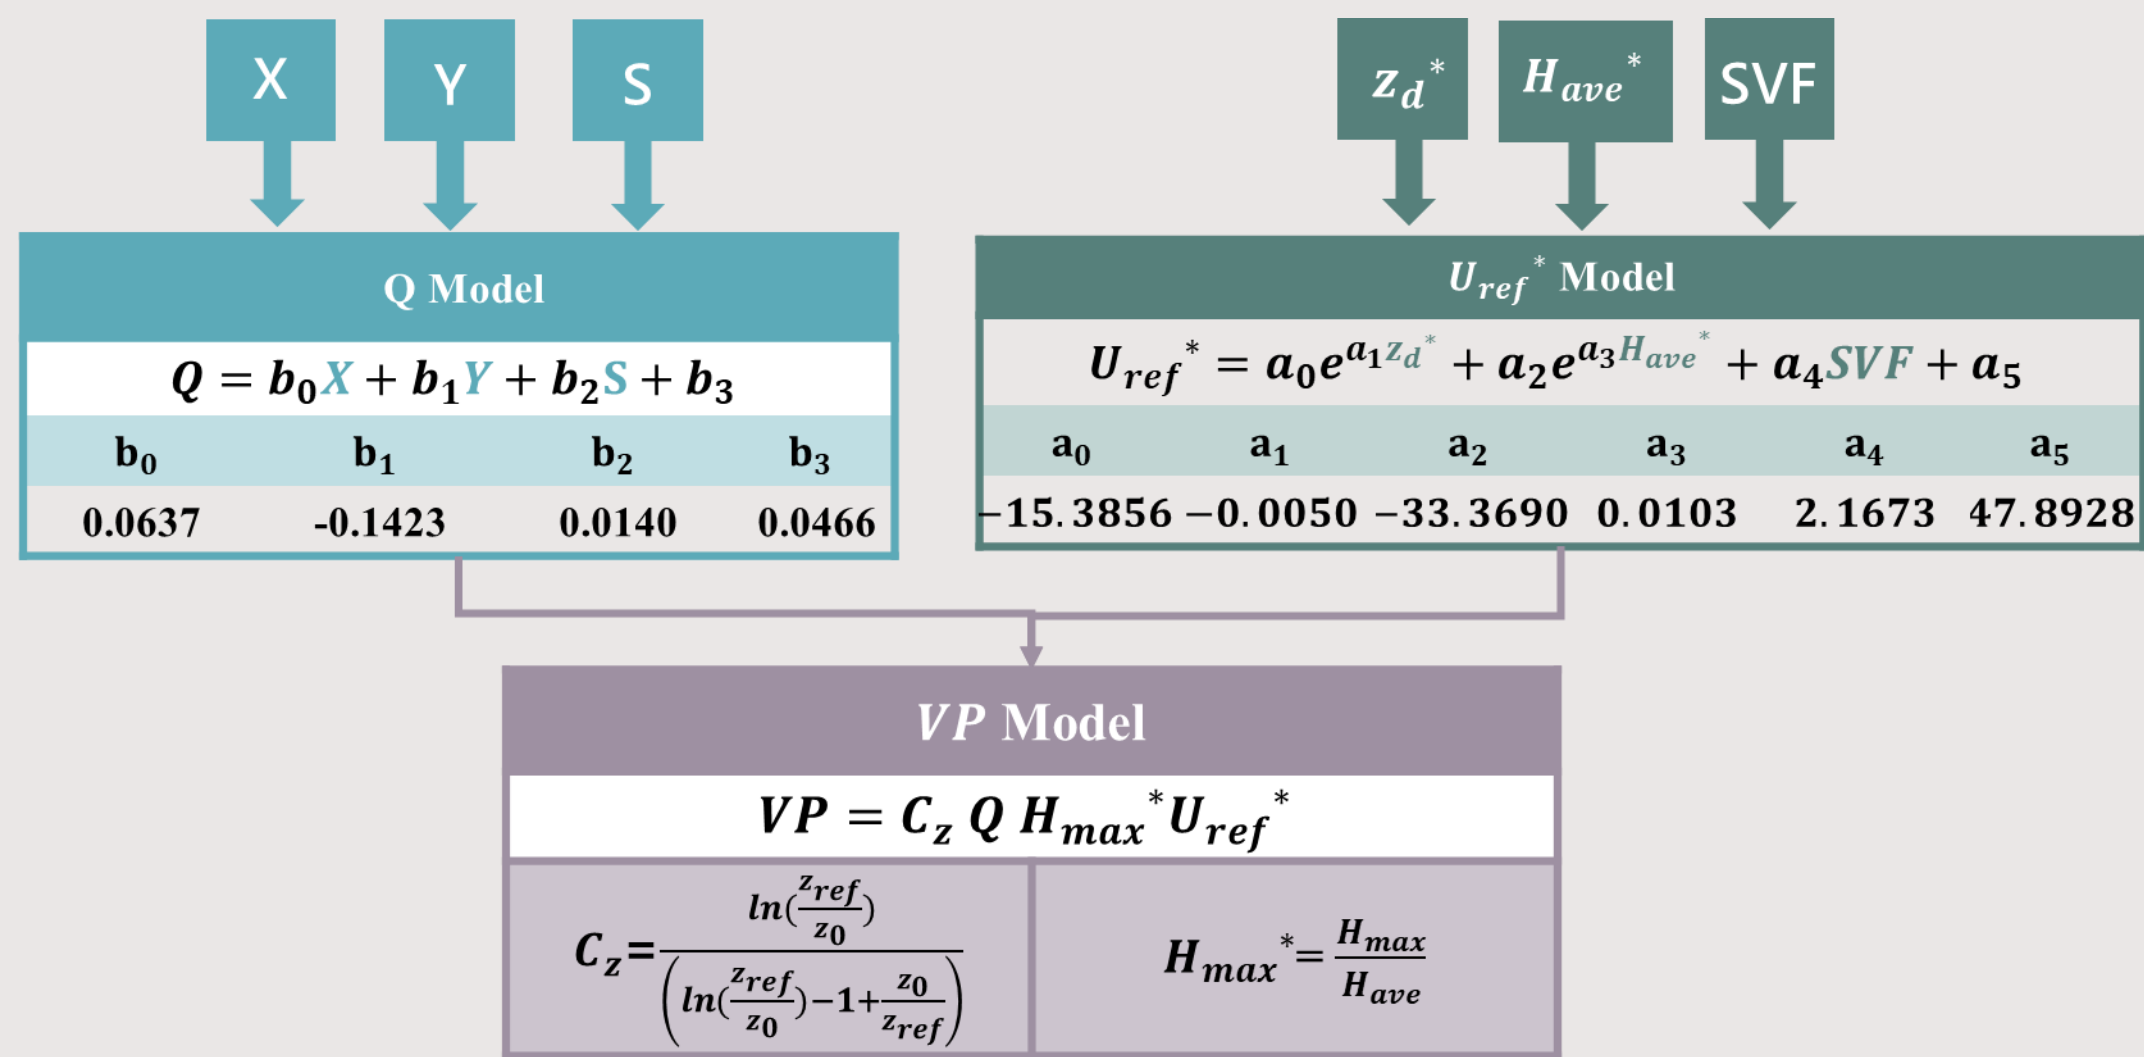 X Y S
z_d^* H_ave^* SVF
Q Model
Q = b₀X + b₁Y + b₂S + b₃
b₀ b₁ b₂ b₃
0.0637 -0.1423 0.0140 0.0466
U_ref^* Model
U_ref^* = a₀e^{a₁z_d^*} + a₂e^{a₃H_ave^*} + a₄SVF + a₅
a₀ a₁ a₂ a₃ a₄ a₅
−15.3856 −0.0050 −33.3690 0.0103 2.1673 47.8928
VP Model
VP = C_z Q H_max^* U_ref^*
C_z = ln(z_ref/z₀) / (ln(z_ref/z₀)−1+z₀/z_ref)
H_max^* = H_max/H_ave